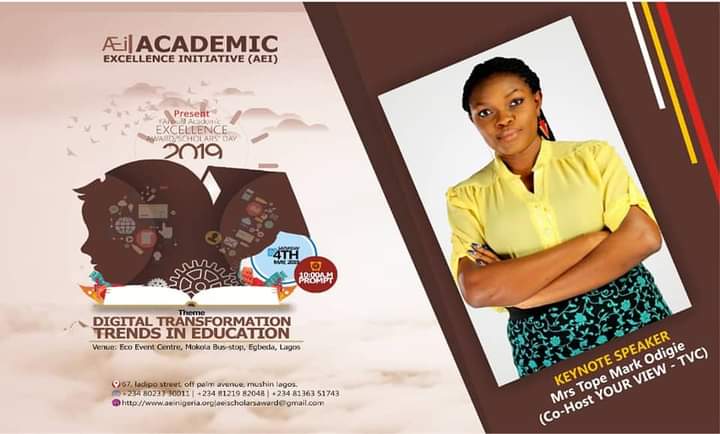 AEi ACADEMIC
EXCELLENCE INITIATIVE (AEI)
Present
Annual Academic
EXCELLENCE
AWARD/SCHOLARS' DAY
2019
SATURDAY
4TH
MAY, 2019
10:00A.M
PROMPT
Theme
DIGITAL TRANSFORMATION
TRENDS IN EDUCATION
Venue: Eco Event Centre, Mokola Bus-stop, Egbeda, Lagos
67, ladipo street, off palm avenue, mushin lagos.
+234 80233 30011 | +234 81219 82048 | +234 81363 51743
http://www.aeinigeria.org|aeischolarsaward@gmail.com
KEYNOTE SPEAKER
Mrs Tope Mark Odigie
(Co-Host YOUR VIEW - TVC)